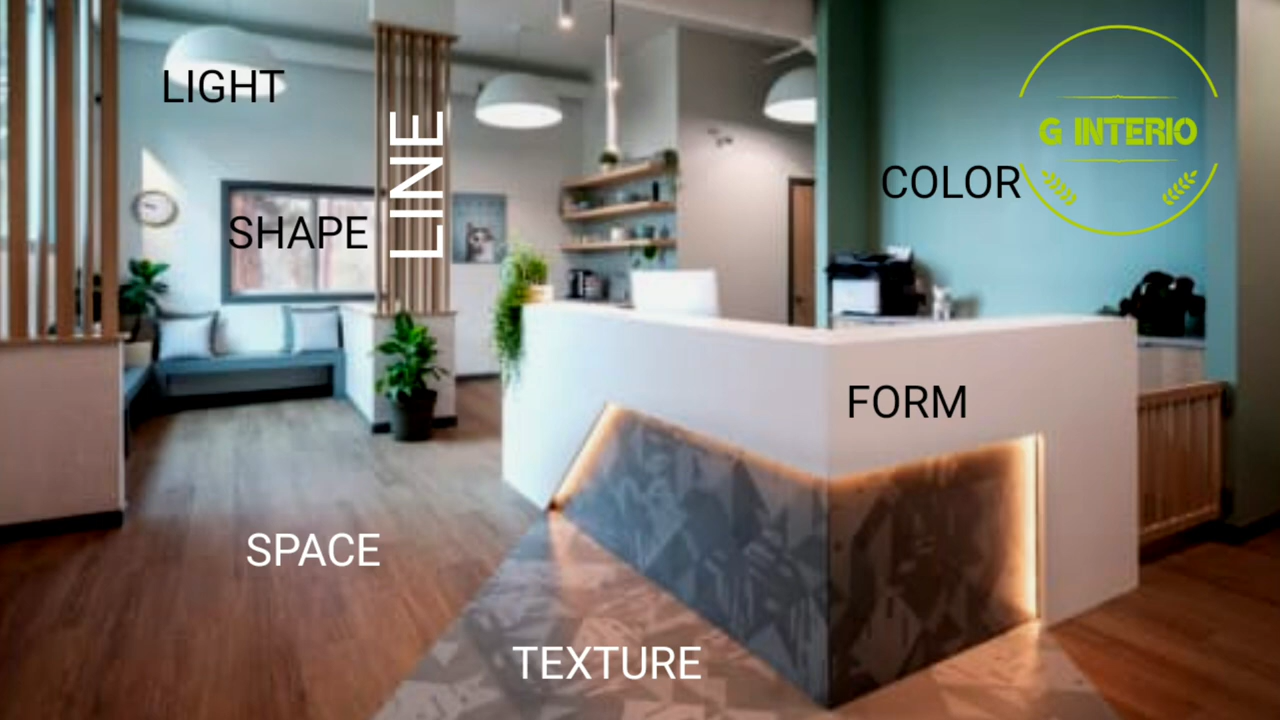 LIGHT
LINE
G INTERIO
COLOR
SHAPE
FORM
SPACE
TEXTURE